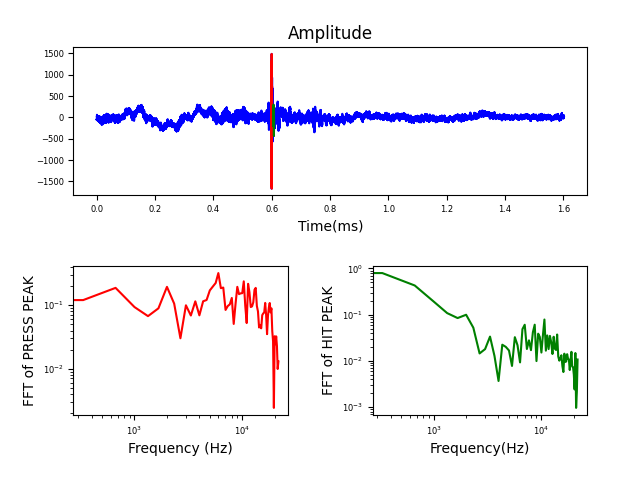 Amplitude
1500
1000
500
0
−500
−1000
−1500
0.0 0.2 0.4 0.6 0.8 1.0 1.2 1.4 1.6
Time(ms)
FFT of PRESS PEAK
10⁻¹
10⁻²
10³ 10⁴
Frequency (Hz)
FFT of HIT PEAK
10⁰
10⁻¹
10⁻²
10⁻³
10³ 10⁴
Frequency(Hz)